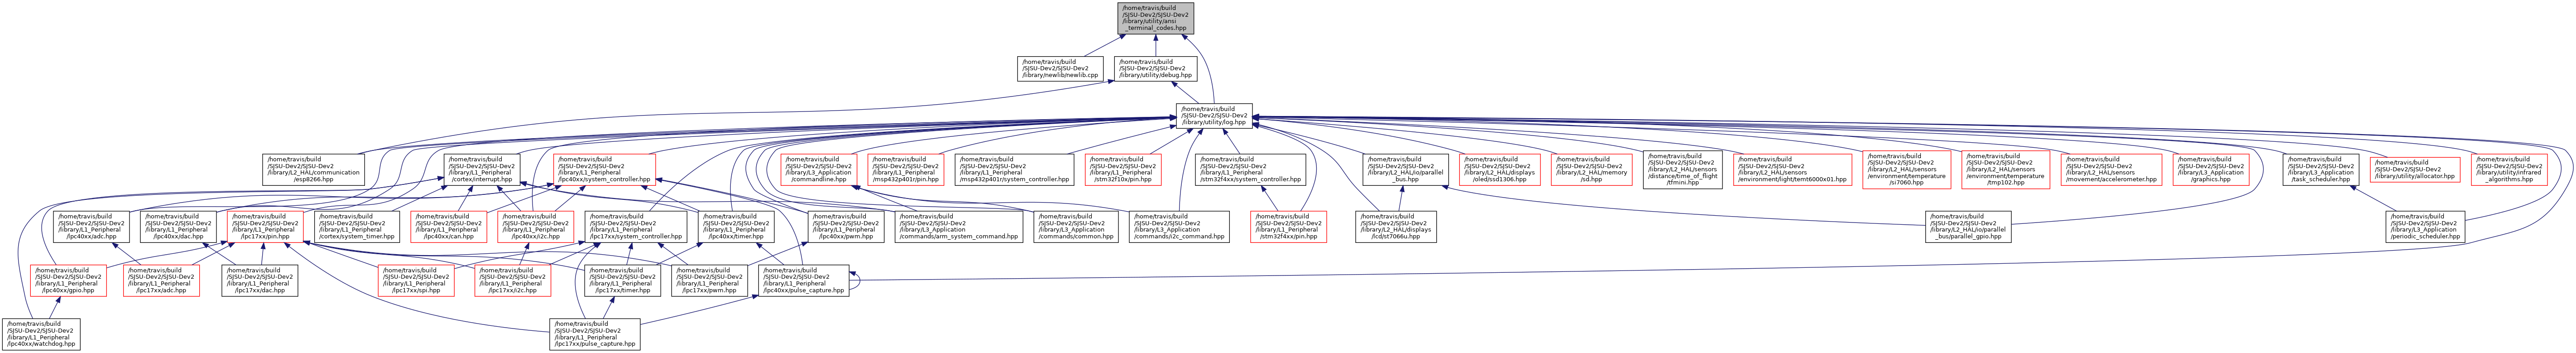 /home/travis/build
/SJSU-Dev2/SJSU-Dev2
/library/utility/ansi
_terminal_codes.hpp
/home/travis/build
/SJSU-Dev2/SJSU-Dev2
/library/newlib/newlib.cpp
/home/travis/build
/SJSU-Dev2/SJSU-Dev2
/library/utility/debug.hpp
/home/travis/build
/SJSU-Dev2/SJSU-Dev2
/library/utility/log.hpp
/home/travis/build
/SJSU-Dev2/SJSU-Dev2
/library/L2_HAL/communication
/esp8266.hpp
/home/travis/build
/SJSU-Dev2/SJSU-Dev2
/library/L1_Peripheral
/cortex/interrupt.hpp
/home/travis/build
/SJSU-Dev2/SJSU-Dev2
/library/L1_Peripheral
/lpc40xx/system_controller.hpp
/home/travis/build
/SJSU-Dev2/SJSU-Dev2
/library/L3_Application
/commandline.hpp
/home/travis/build
/SJSU-Dev2/SJSU-Dev2
/library/L1_Peripheral
/msp432p401r/pin.hpp
/home/travis/build
/SJSU-Dev2/SJSU-Dev2
/library/L1_Peripheral
/msp432p401r/system_controller.hpp
/home/travis/build
/SJSU-Dev2/SJSU-Dev2
/library/L1_Peripheral
/stm32f10x/pin.hpp
/home/travis/build
/SJSU-Dev2/SJSU-Dev2
/library/L1_Peripheral
/stm32f4xx/system_controller.hpp
/home/travis/build
/SJSU-Dev2/SJSU-Dev2
/library/L2_HAL/io/parallel
_bus.hpp
/home/travis/build
/SJSU-Dev2/SJSU-Dev2
/library/L2_HAL/displays
/oled/ssd1306.hpp
/home/travis/build
/SJSU-Dev2/SJSU-Dev2
/library/L2_HAL/memory
/sd.hpp
/home/travis/build
/SJSU-Dev2/SJSU-Dev2
/library/L2_HAL/sensors
/distance/time_of_flight
/tfmini.hpp
/home/travis/build
/SJSU-Dev2/SJSU-Dev2
/library/L2_HAL/sensors
/environment/light/temt6000x01.hpp
/home/travis/build
/SJSU-Dev2/SJSU-Dev2
/library/L2_HAL/sensors
/environment/temperature
/si7060.hpp
/home/travis/build
/SJSU-Dev2/SJSU-Dev2
/library/L2_HAL/sensors
/environment/temperature
/tmp102.hpp
/home/travis/build
/SJSU-Dev2/SJSU-Dev2
/library/L2_HAL/sensors
/movement/accelerometer.hpp
/home/travis/build
/SJSU-Dev2/SJSU-Dev2
/library/L3_Application
/graphics.hpp
/home/travis/build
/SJSU-Dev2/SJSU-Dev2
/library/L3_Application
/task_scheduler.hpp
/home/travis/build
/SJSU-Dev2/SJSU-Dev2
/library/utility/allocator.hpp
/home/travis/build
/SJSU-Dev2/SJSU-Dev2
/library/utility/infrared
_algorithms.hpp
/home/travis/build
/SJSU-Dev2/SJSU-Dev2
/library/L1_Peripheral
/lpc40xx/adc.hpp
/home/travis/build
/SJSU-Dev2/SJSU-Dev2
/library/L1_Peripheral
/lpc40xx/dac.hpp
/home/travis/build
/SJSU-Dev2/SJSU-Dev2
/library/L1_Peripheral
/lpc17xx/pin.hpp
/home/travis/build
/SJSU-Dev2/SJSU-Dev2
/library/L1_Peripheral
/cortex/system_timer.hpp
/home/travis/build
/SJSU-Dev2/SJSU-Dev2
/library/L1_Peripheral
/lpc40xx/can.hpp
/home/travis/build
/SJSU-Dev2/SJSU-Dev2
/library/L1_Peripheral
/lpc40xx/i2c.hpp
/home/travis/build
/SJSU-Dev2/SJSU-Dev2
/library/L1_Peripheral
/lpc17xx/system_controller.hpp
/home/travis/build
/SJSU-Dev2/SJSU-Dev2
/library/L1_Peripheral
/lpc40xx/timer.hpp
/home/travis/build
/SJSU-Dev2/SJSU-Dev2
/library/L1_Peripheral
/lpc40xx/pwm.hpp
/home/travis/build
/SJSU-Dev2/SJSU-Dev2
/library/L3_Application
/commands/arm_system_command.hpp
/home/travis/build
/SJSU-Dev2/SJSU-Dev2
/library/L3_Application
/commands/common.hpp
/home/travis/build
/SJSU-Dev2/SJSU-Dev2
/library/L3_Application
/commands/i2c_command.hpp
/home/travis/build
/SJSU-Dev2/SJSU-Dev2
/library/L1_Peripheral
/stm32f4xx/pin.hpp
/home/travis/build
/SJSU-Dev2/SJSU-Dev2
/library/L2_HAL/displays
/lcd/st7066u.hpp
/home/travis/build
/SJSU-Dev2/SJSU-Dev2
/library/L2_HAL/io/parallel
_bus/parallel_gpio.hpp
/home/travis/build
/SJSU-Dev2/SJSU-Dev2
/library/L3_Application
/periodic_scheduler.hpp
/home/travis/build
/SJSU-Dev2/SJSU-Dev2
/library/L1_Peripheral
/lpc40xx/gpio.hpp
/home/travis/build
/SJSU-Dev2/SJSU-Dev2
/library/L1_Peripheral
/lpc17xx/adc.hpp
/home/travis/build
/SJSU-Dev2/SJSU-Dev2
/library/L1_Peripheral
/lpc17xx/dac.hpp
/home/travis/build
/SJSU-Dev2/SJSU-Dev2
/library/L1_Peripheral
/lpc17xx/spi.hpp
/home/travis/build
/SJSU-Dev2/SJSU-Dev2
/library/L1_Peripheral
/lpc17xx/i2c.hpp
/home/travis/build
/SJSU-Dev2/SJSU-Dev2
/library/L1_Peripheral
/lpc17xx/timer.hpp
/home/travis/build
/SJSU-Dev2/SJSU-Dev2
/library/L1_Peripheral
/lpc17xx/pwm.hpp
/home/travis/build
/SJSU-Dev2/SJSU-Dev2
/library/L1_Peripheral
/lpc40xx/pulse_capture.hpp
/home/travis/build
/SJSU-Dev2/SJSU-Dev2
/library/L1_Peripheral
/lpc40xx/watchdog.hpp
/home/travis/build
/SJSU-Dev2/SJSU-Dev2
/library/L1_Peripheral
/lpc17xx/pulse_capture.hpp